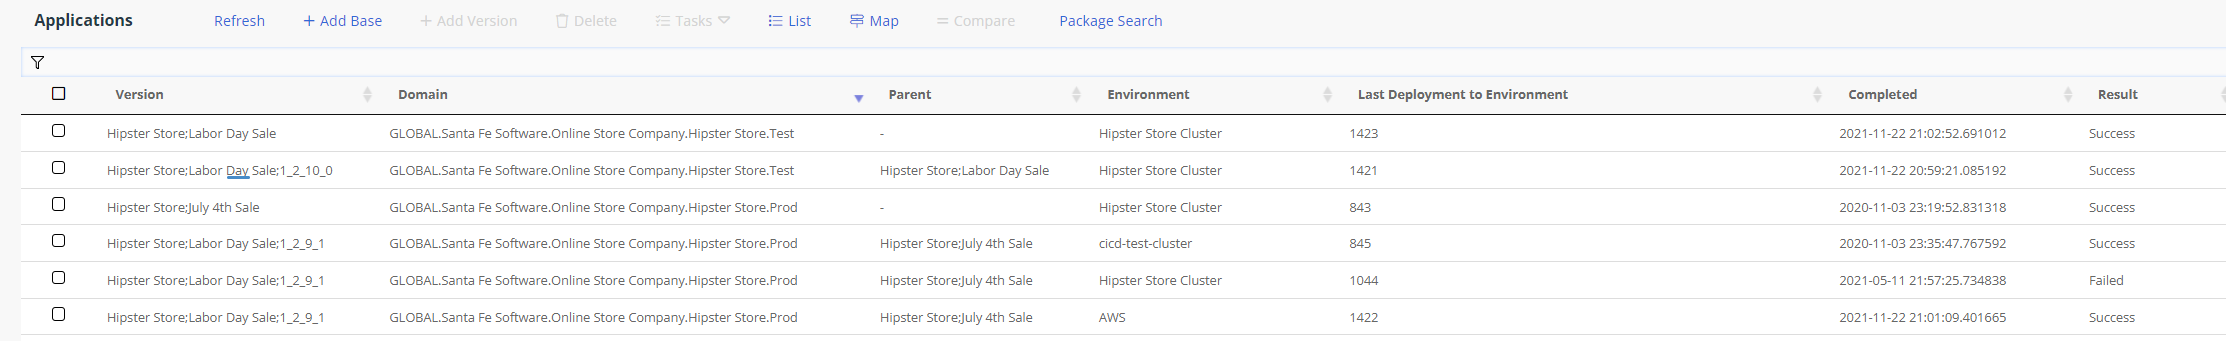 Applications Refresh + Add Base + Add Version Delete Tasks List Map = Compare Package Search
Version Domain Parent Environment Last Deployment to Environment Completed Result
Hipster Store;Labor Day Sale GLOBAL.Santa Fe Software.Online Store Company.Hipster Store.Test - Hipster Store Cluster 1423 2021-11-22 21:02:52.691012 Success
Hipster Store;Labor Day Sale;1_2_10_0 GLOBAL.Santa Fe Software.Online Store Company.Hipster Store.Test Hipster Store;Labor Day Sale Hipster Store Cluster 1421 2021-11-22 20:59:21.085192 Success
Hipster Store;July 4th Sale GLOBAL.Santa Fe Software.Online Store Company.Hipster Store.Prod - Hipster Store Cluster 843 2020-11-03 23:19:52.831318 Success
Hipster Store;Labor Day Sale;1_2_9_1 GLOBAL.Santa Fe Software.Online Store Company.Hipster Store.Prod Hipster Store;July 4th Sale cicd-test-cluster 845 2020-11-03 23:35:47.767592 Success
Hipster Store;Labor Day Sale;1_2_9_1 GLOBAL.Santa Fe Software.Online Store Company.Hipster Store.Prod Hipster Store;July 4th Sale Hipster Store Cluster 1044 2021-05-11 21:57:25.734838 Failed
Hipster Store;Labor Day Sale;1_2_9_1 GLOBAL.Santa Fe Software.Online Store Company.Hipster Store.Prod Hipster Store;July 4th Sale AWS 1422 2021-11-22 21:01:09.401665 Success